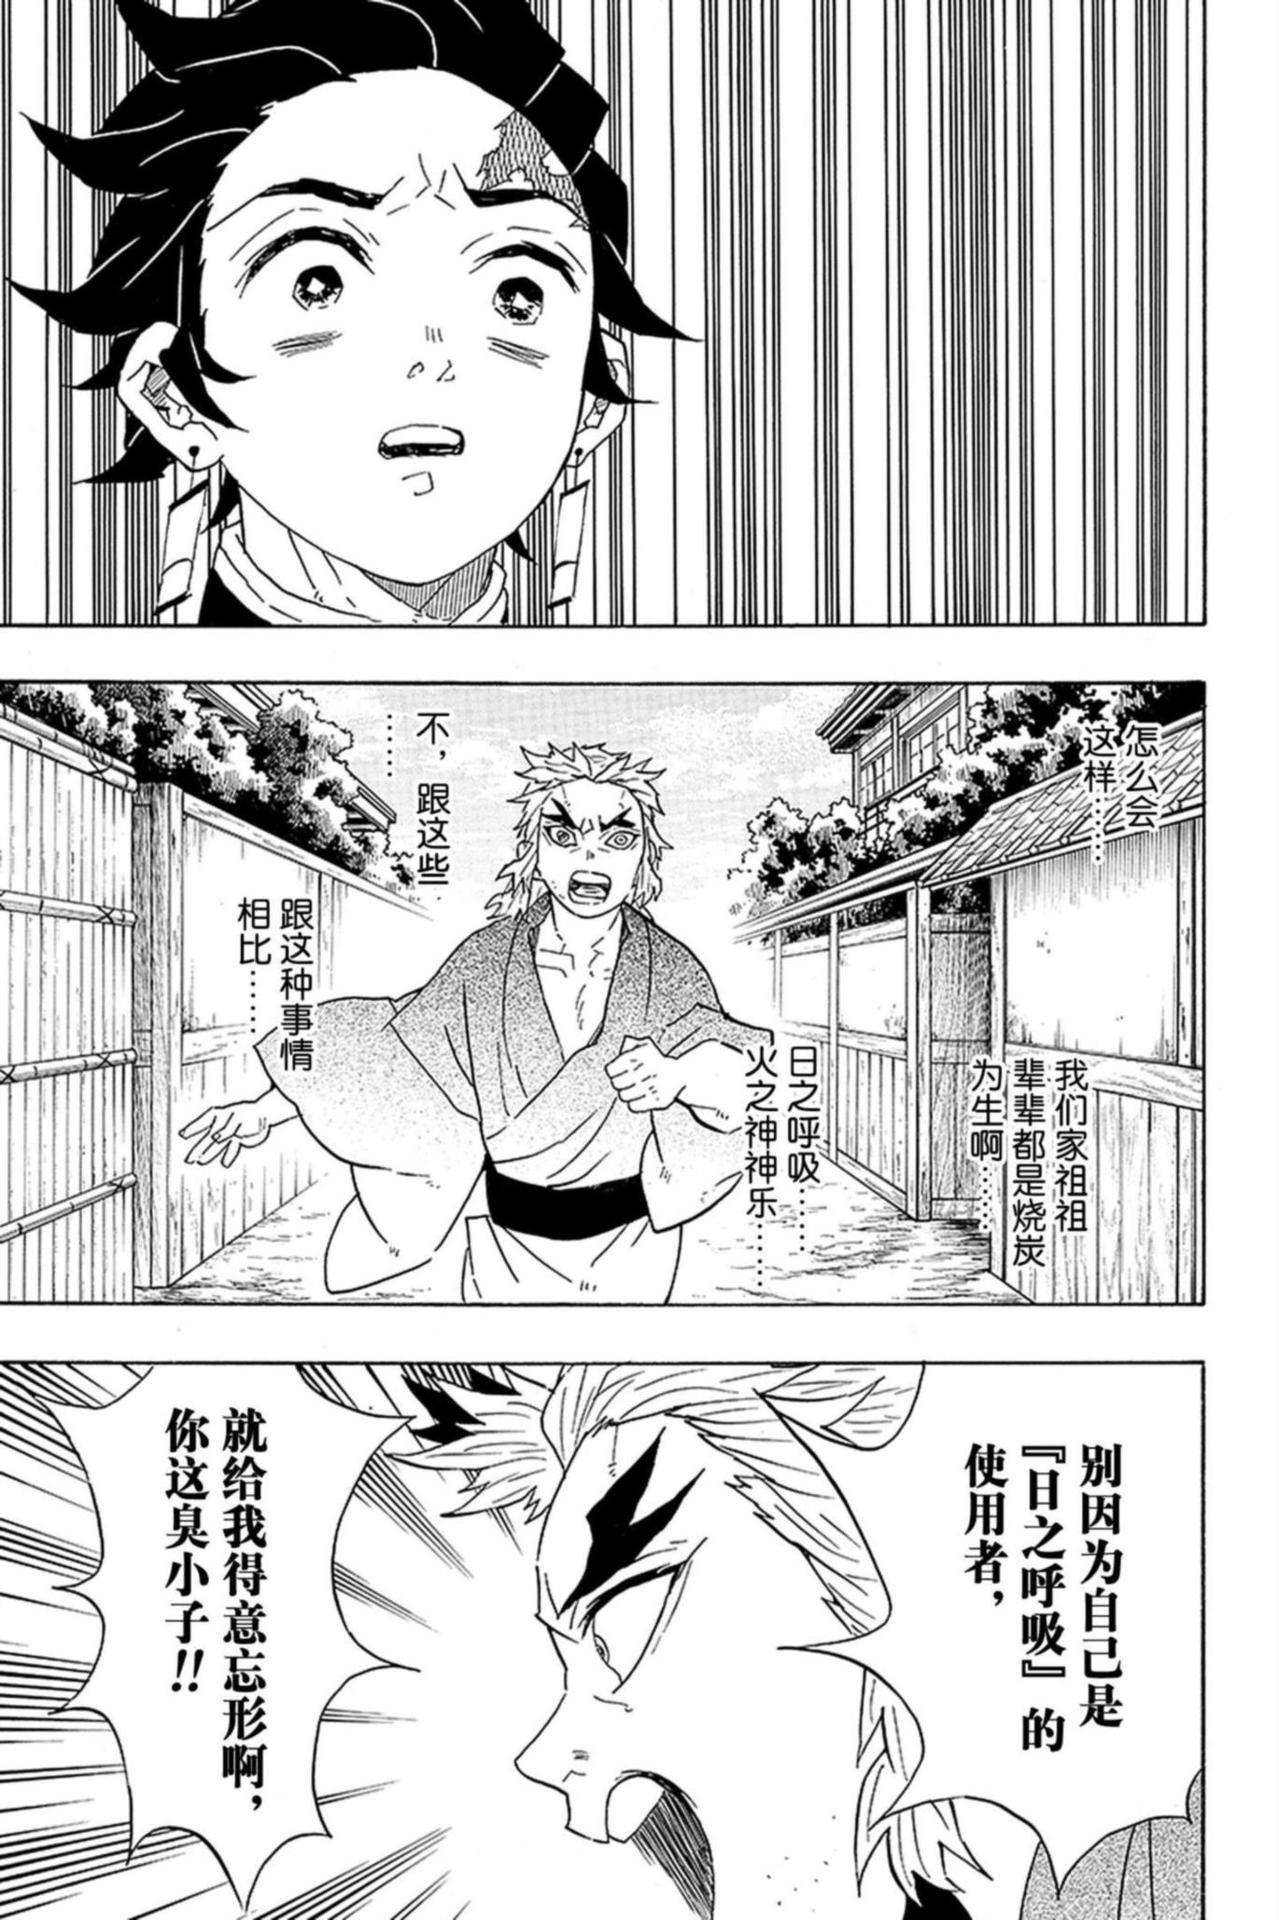 怎么会
这样……
我们家祖祖
辈辈都是烧炭
为生啊……
日之呼吸……
火之神神乐……
不，跟这些
……
跟这种事情
相比……
别因为自己是
『日之呼吸』的
使用者，
就给我得意忘形啊，
你这臭小子!!